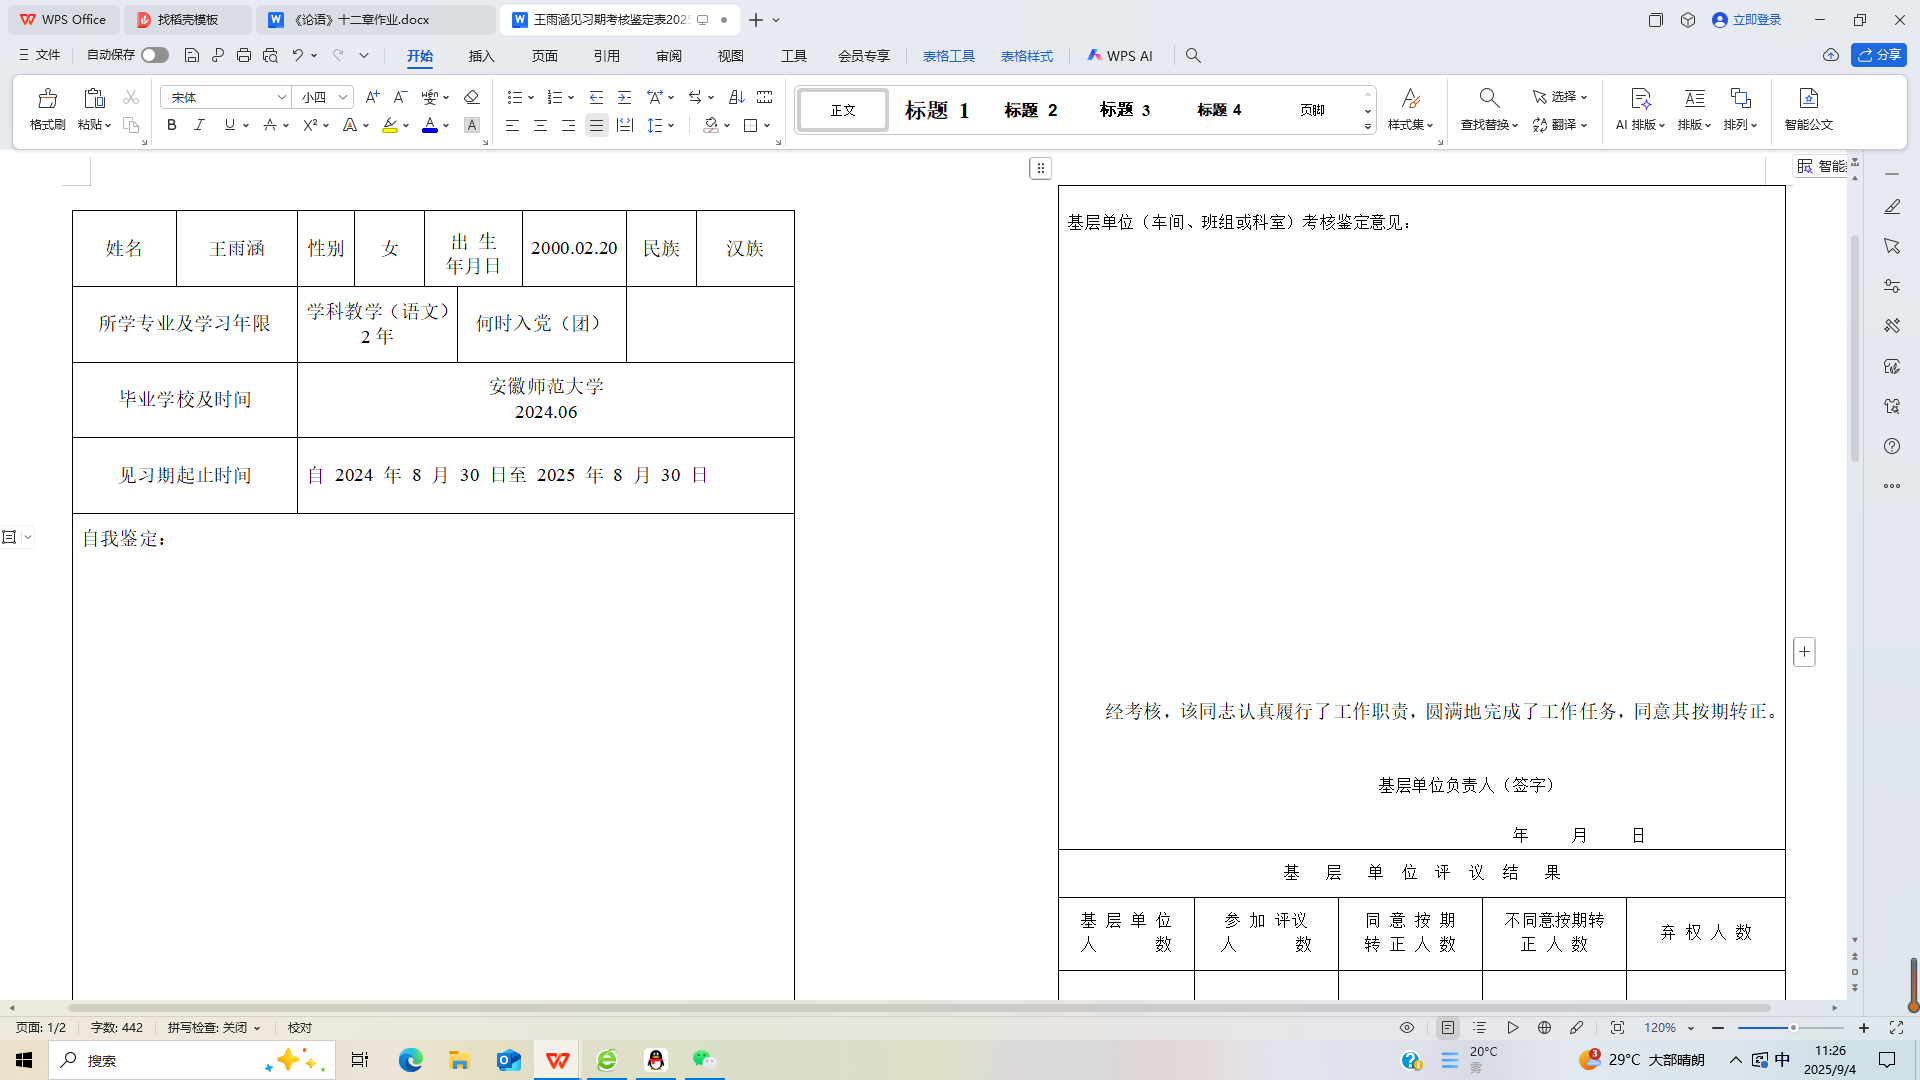 WPS Office
找稻壳模板
《论语》十二章作业.docx
王雨涵见习期考核鉴定表2025
立即登录
文件
自动保存
开始
插入
页面
引用
审阅
视图
工具
会员专享
表格工具
表格样式
WPS AI
分享
格式刷
粘贴
宋体
小四
正文
标题 1
标题 2
标题 3
标题 4
页脚
样式集
查找替换
选择
翻译
AI 排版
排版
排列
智能公文
智能
姓名
王雨涵
性别
女
出 生
年月日
2000.02.20
民族
汉族
所学专业及学习年限
学科教学（语文）
2 年
何时入党（团）
毕业学校及时间
安徽师范大学
2024.06
见习期起止时间
自 2024 年 8 月 30 日至 2025 年 8 月 30 日
自我鉴定：
基层单位（车间、班组或科室）考核鉴定意见：
经考核，该同志认真履行了工作职责，圆满地完成了工作任务，同意其按期转正。
基层单位负责人（签字）
年 月 日
基 层 单 位 评 议 结 果
基 层 单 位
人 数
参 加 评议
人 数
同 意 按 期
转 正 人 数
不同意按期转
正 人 数
弃 权 人 数
页面: 1/2
字数: 442
拼写检查: 关闭
校对
120%
搜索
20°C
雾
3
29°C 大部晴朗
中
11:26
2025/9/4